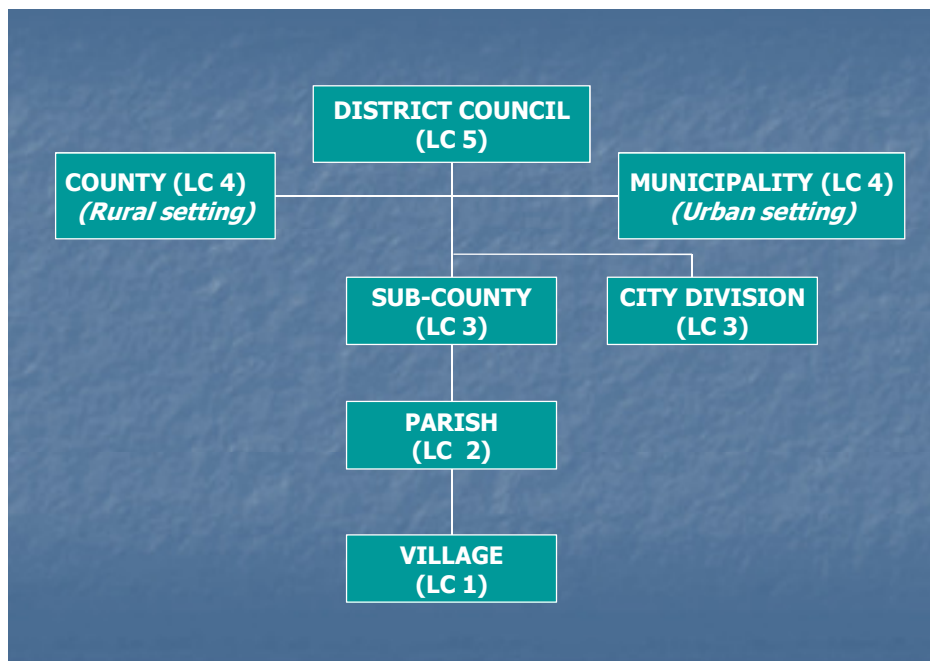 DISTRICT COUNCIL
(LC 5)
COUNTY (LC 4)
(Rural setting)
MUNICIPALITY (LC 4)
(Urban setting)
SUB-COUNTY
(LC 3)
CITY DIVISION
(LC 3)
PARISH
(LC 2)
VILLAGE
(LC 1)